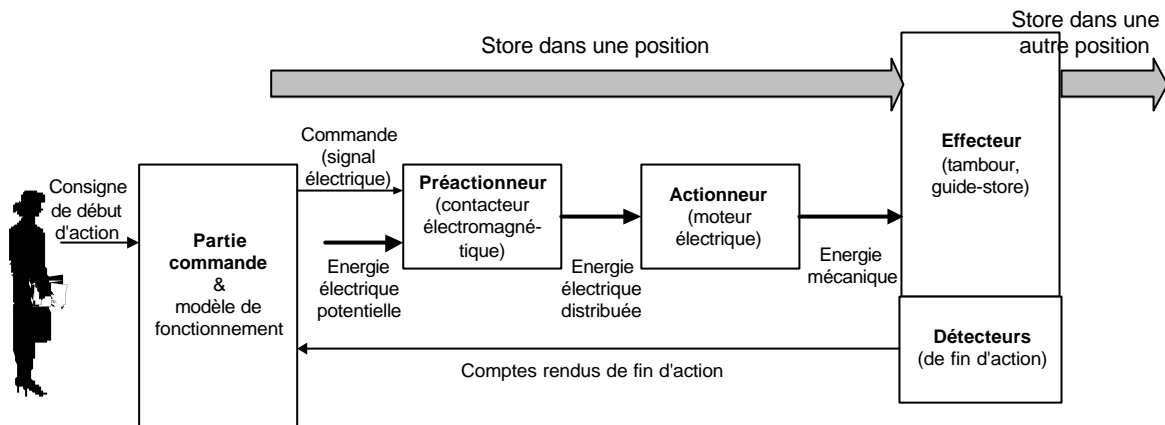 Store dans une position
Store dans une
autre position
Consigne
de début
d'action
Partie
commande
&
modèle de
fonctionnement
Commande
(signal
électrique)
Energie
électrique
potentielle
Préactionneur
(contacteur
électromagné-
tique)
Energie
électrique
distribuée
Actionneur
(moteur
électrique)
Energie
mécanique
Effecteur
(tambour,
guide-store)
Détecteurs
(de fin d'action)
Comptes rendus de fin d'action